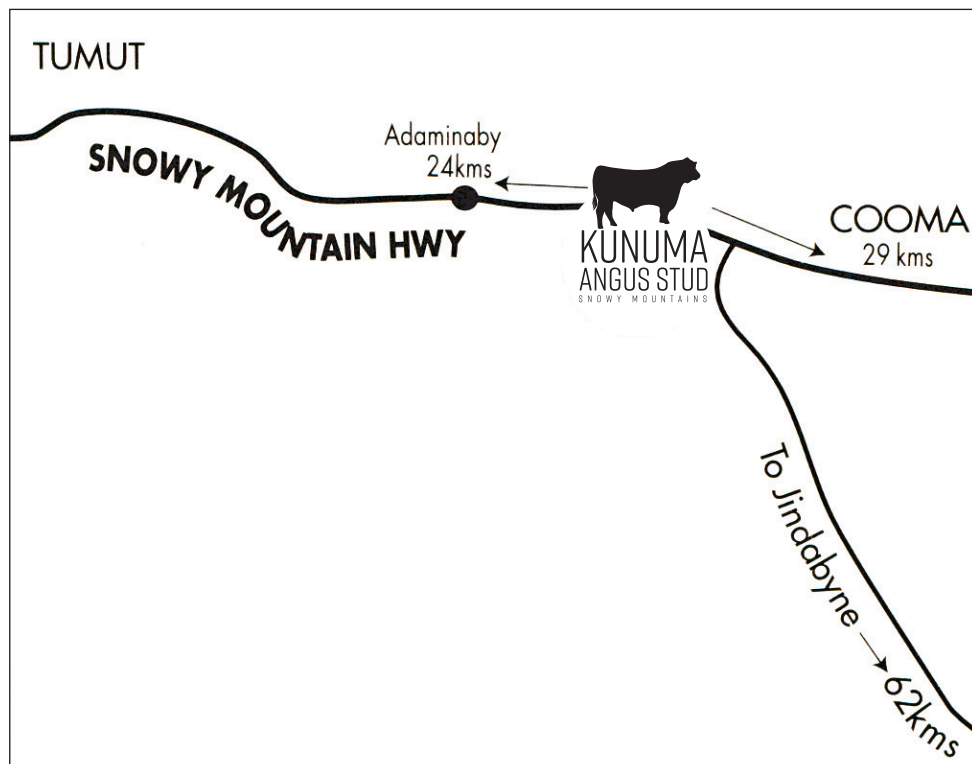 TUMUT
SNOWY MOUNTAIN HWY
Adaminaby
24kms
KUNUMA
ANGUS STUD
SNOWY MOUNTAINS
COOMA
29 kms
To Jindabyne
62kms